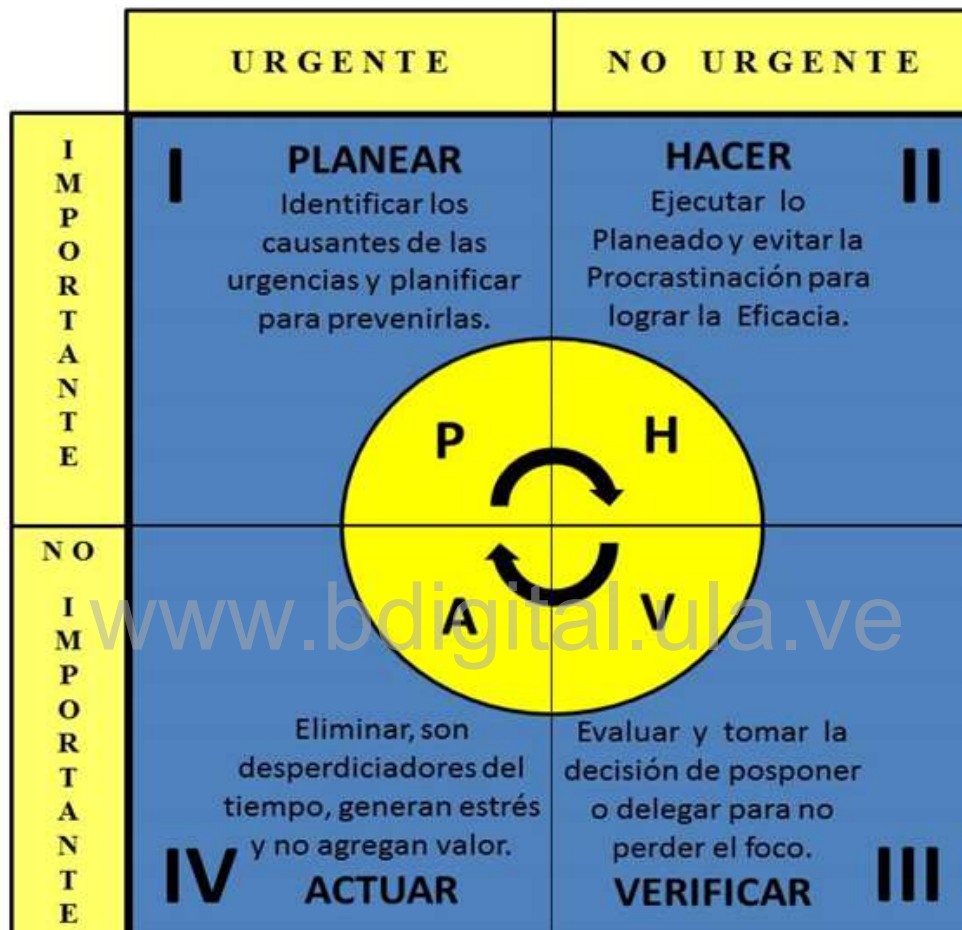 URGENTE
NO URGENTE
IMPORTANTE
I
PLANEAR
Identificar los
causantes de las
urgencias y planificar
para prevenirlas.
HACER
II
Ejecutar lo
Planeado y evitar la
Procrastinación para
lograr la Eficacia.
P
H
A
V
NO IMPORTANTE
www.bdigital.ula.ve
Eliminar, son
desperdiciadores del
tiempo, generan estrés
y no agregan valor.
IV
ACTUAR
Evaluar y tomar la
decisión de posponer
o delegar para no
perder el foco.
VERIFICAR
III